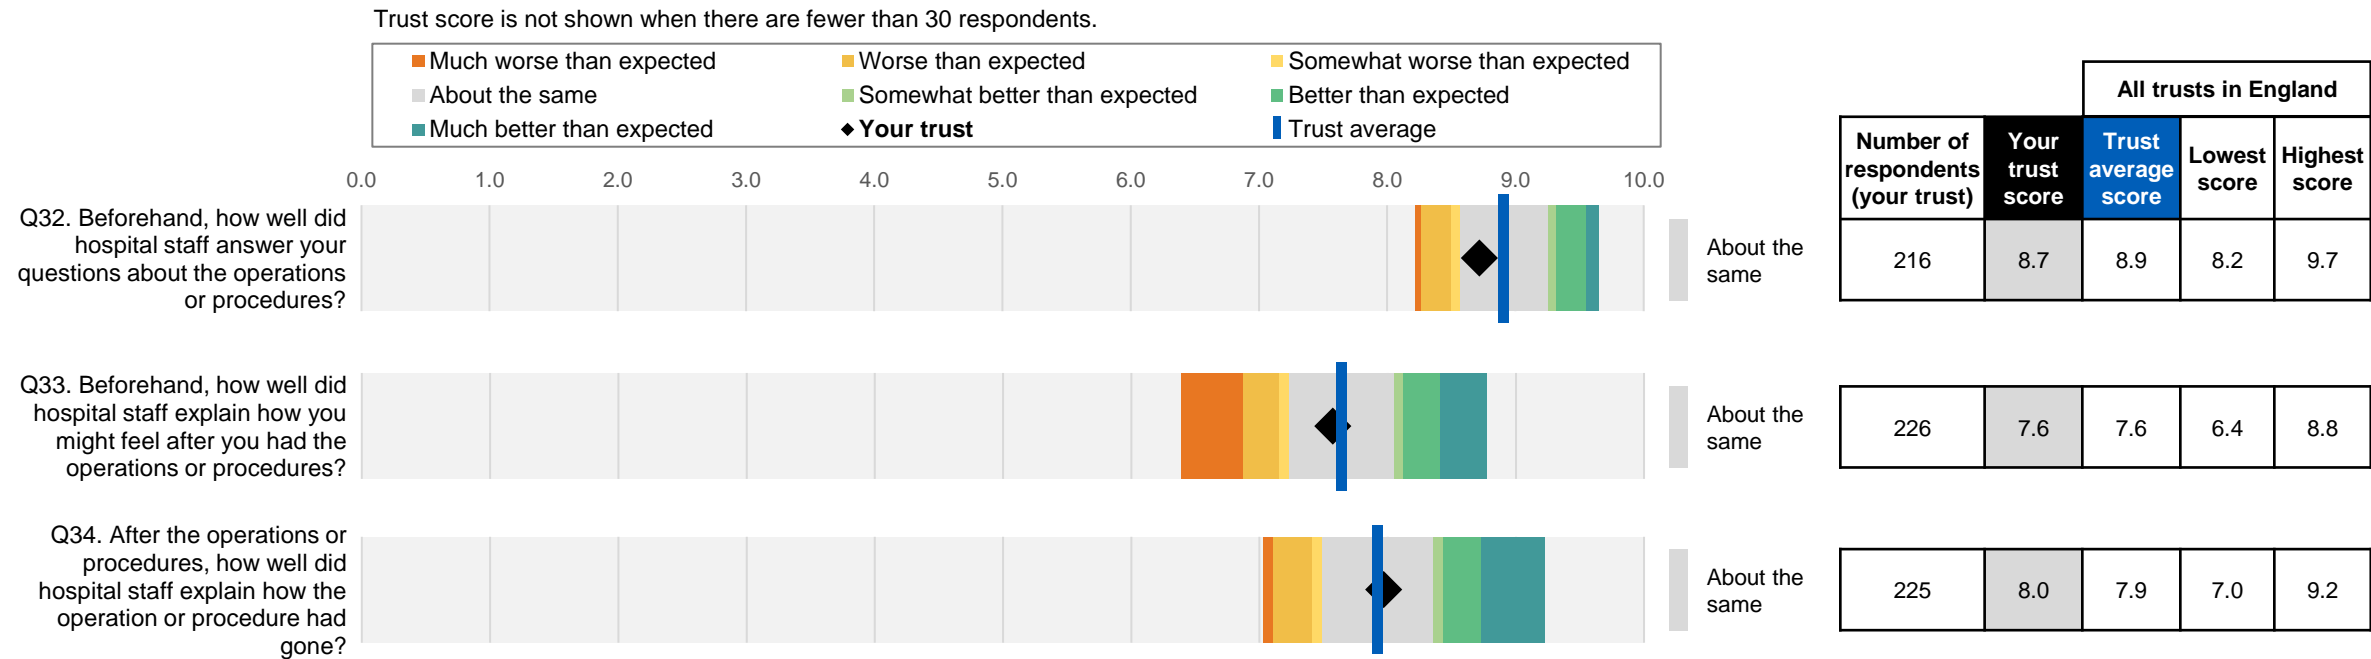 Trust score is not shown when there are fewer than 30 respondents.
Much worse than expected
Worse than expected
Somewhat worse than expected
About the same
Somewhat better than expected
Better than expected
Much better than expected
Your trust
Trust average
All trusts in England
Number of
respondents
(your trust)
Your
trust
score
Trust
average
score
Lowest
score
Highest
score
0.0 1.0 2.0 3.0 4.0 5.0 6.0 7.0 8.0 9.0 10.0
Q32. Beforehand, how well did
hospital staff answer your
questions about the operations
or procedures?
About the
same
216 8.7 8.9 8.2 9.7
Q33. Beforehand, how well did
hospital staff explain how you
might feel after you had the
operations or procedures?
About the
same
226 7.6 7.6 6.4 8.8
Q34. After the operations or
procedures, how well did
hospital staff explain how the
operation or procedure had
gone?
About the
same
225 8.0 7.9 7.0 9.2